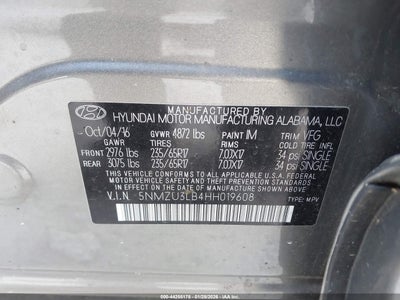 MANUFACTURED BY
HYUNDAI MOTOR MANUFACTURING ALABAMA, LLC
Oct/04/16 GVWR 4872 lbs PAINT IM TRIM VFG
GAWR TIRES RIMS COLD TIRE INFL
FRONT 2976 lbs 235/65R17 7.0JX17 34 psi SINGLE
REAR 3075 lbs 235/65R17 7.0JX17 34 psi SINGLE
THIS VEHICLE CONFORMS TO ALL APPLICABLE U.S. FEDERAL
MOTOR VEHICLE SAFETY AND THEFT PREVENTION STANDARDS
IN EFFECT ON THE DATE OF MANUFACTURE SHOWN ABOVE.
V.I.N 5NMZU3LB4HH019608 TYPE: MPV